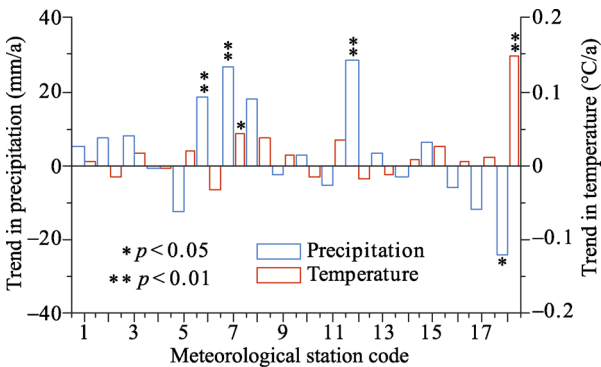 40
20
0
−20
−40
Trend in precipitation (mm/a)
**
**
*
**
*
**
* p < 0.05
** p < 0.01
Precipitation
Temperature
0.2
0.1
0
−0.1
−0.2
Trend in temperature (°C/a)
1 3 5 7 9 11 13 15 17
Meteorological station code